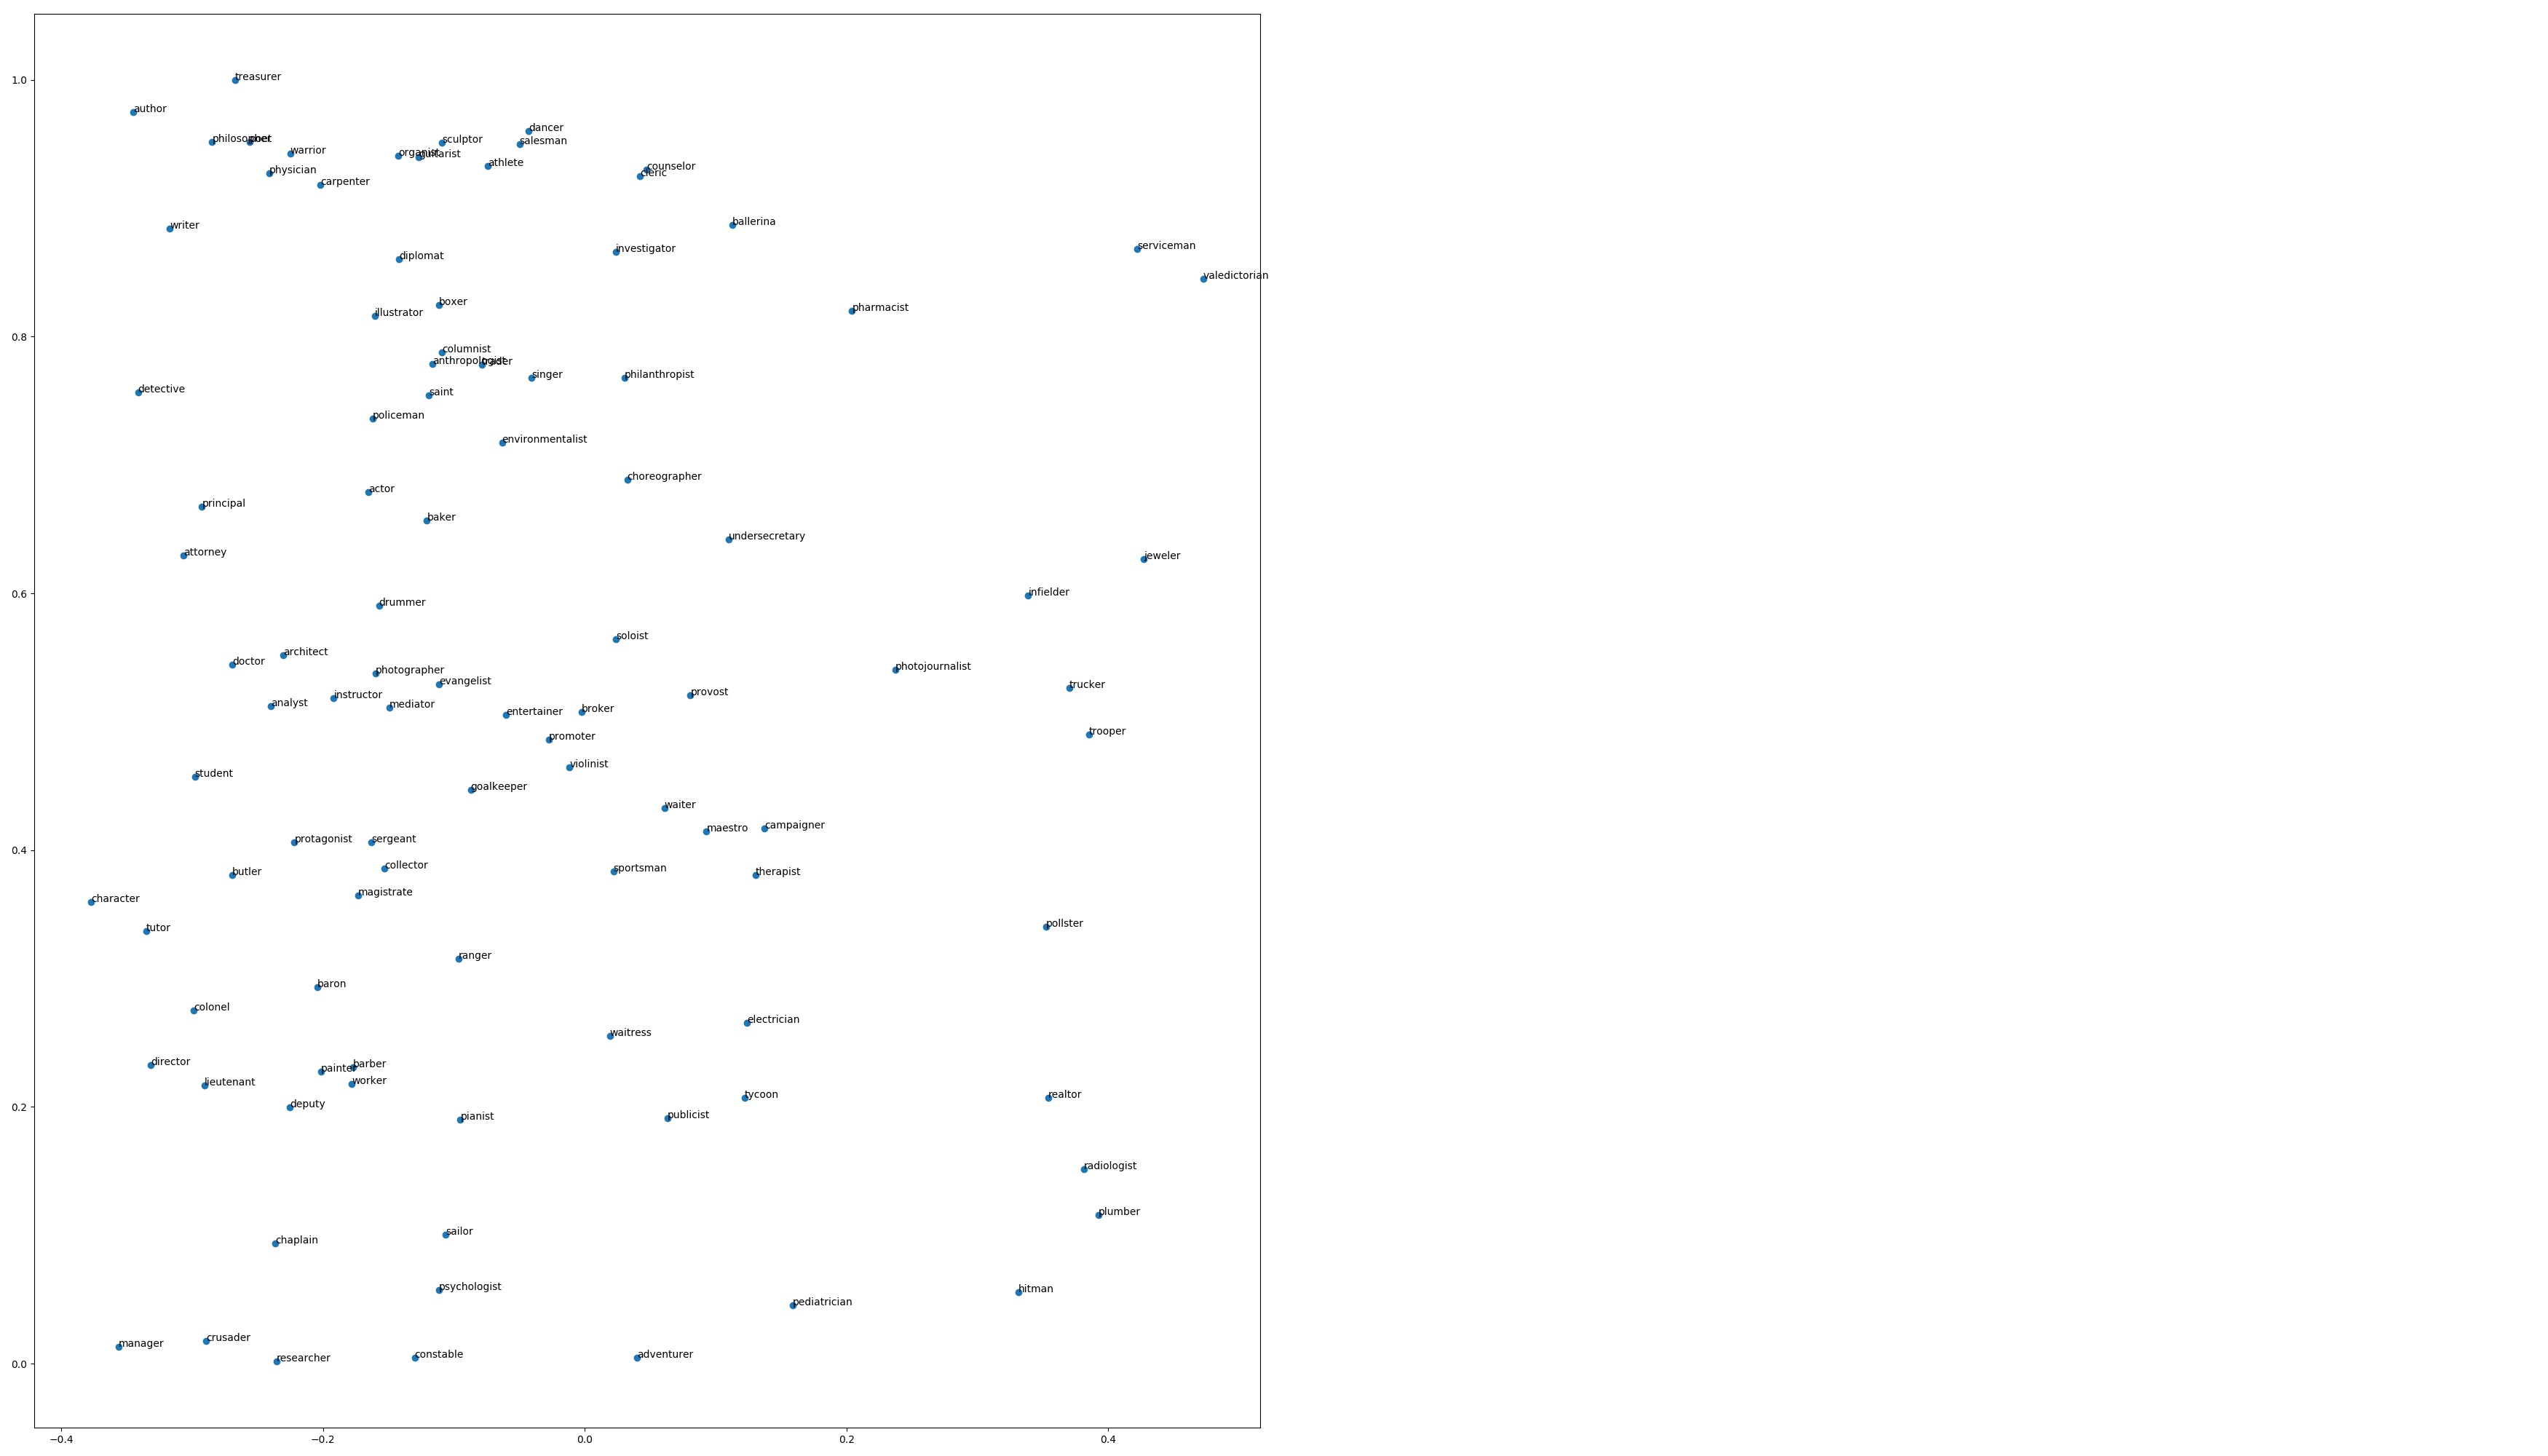 treasurer
1.0
author
dancer
philosopher
poet
sculptor
salesman
warrior
organist
guitarist
athlete
counselor
physician
cleric
carpenter
ballerina
writer
serviceman
investigator
diplomat
valedictorian
boxer
pharmacist
illustrator
0.8
columnist
anthropologist
singer
philanthropist
detective
saint
policeman
environmentalist
choreographer
actor
principal
baker
undersecretary
attorney
jeweler
infielder
0.6
drummer
soloist
architect
doctor
photojournalist
photographer
evangelist
trucker
instructor
provost
analyst
mediator
broker
entertainer
trooper
promoter
violinist
student
goalkeeper
waiter
campaigner
maestro
0.4
protagonist
sergeant
collector
sportsman
butler
therapist
magistrate
character
tutor
pollster
ranger
baron
colonel
electrician
waitress
director
barber
painter
lieutenant
worker
0.2
deputy
tycoon
realtor
pianist
publicist
radiologist
plumber
sailor
chaplain
psychologist
hitman
pediatrician
crusader
manager
0.0
researcher
constable
adventurer
−0.4
−0.2
0.0
0.2
0.4